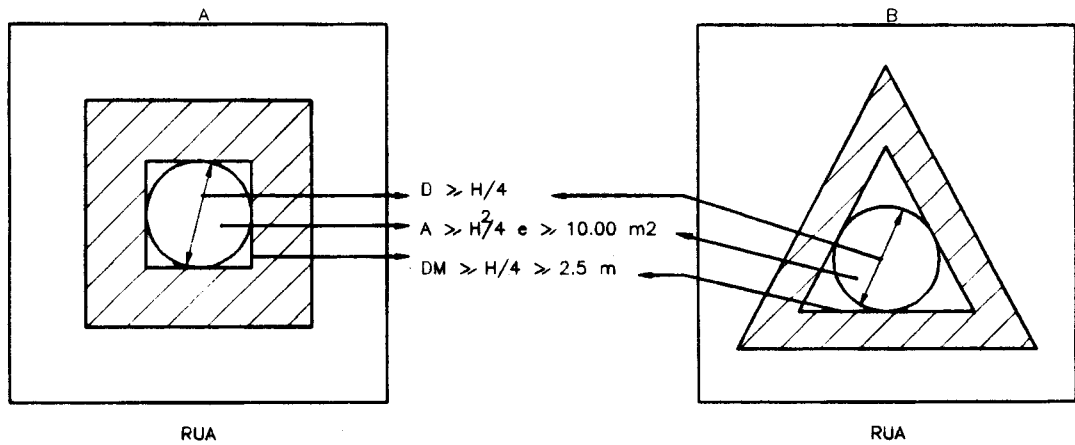 A
B
D ≥ H/4
A ≥ H²/4 e ≥ 10.00 m2
DM ≥ H/4 ≥ 2.5 m
RUA
RUA